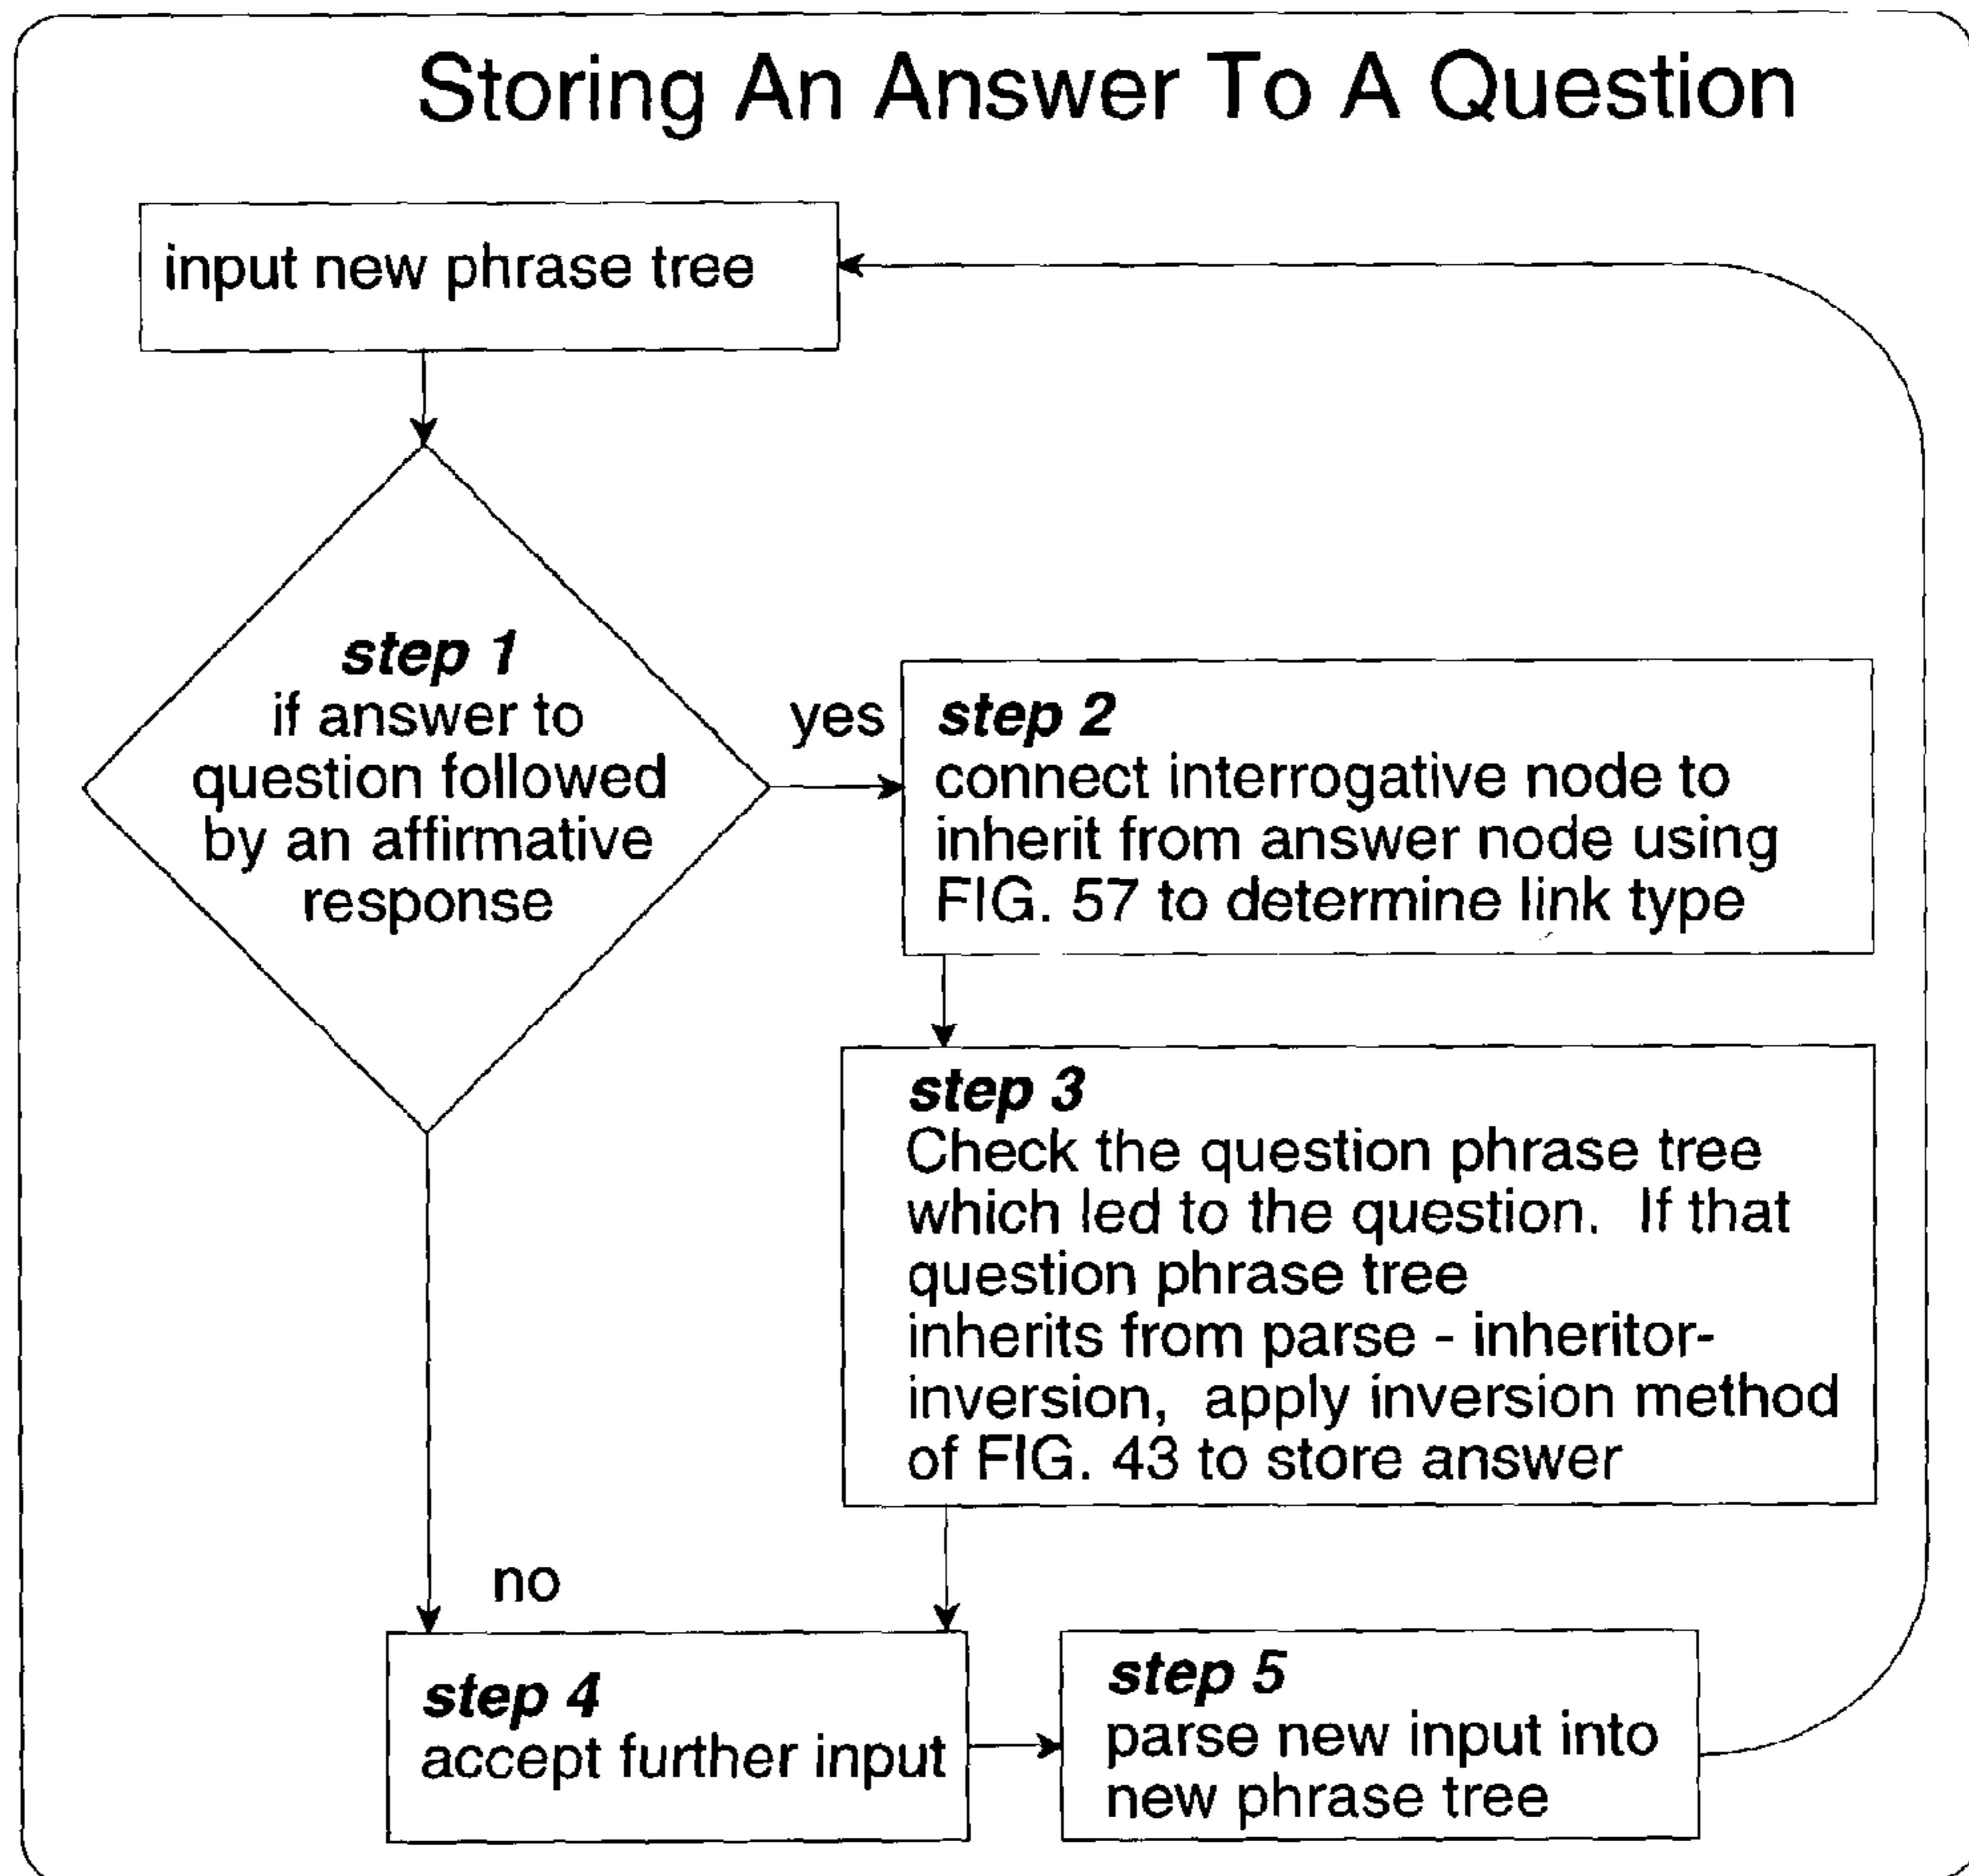 Storing An Answer To A Question
input new phrase tree
step 1
if answer to
question followed
by an affirmative
response
yes
step 2
connect interrogative node to
inherit from answer node using
FIG. 57 to determine link type
step 3
Check the question phrase tree
which led to the question.  If that
question phrase tree
inherits from parse - inheritor-
inversion,  apply inversion method
of FIG. 43 to store answer
no
step 4
accept further input
step 5
parse new input into
new phrase tree